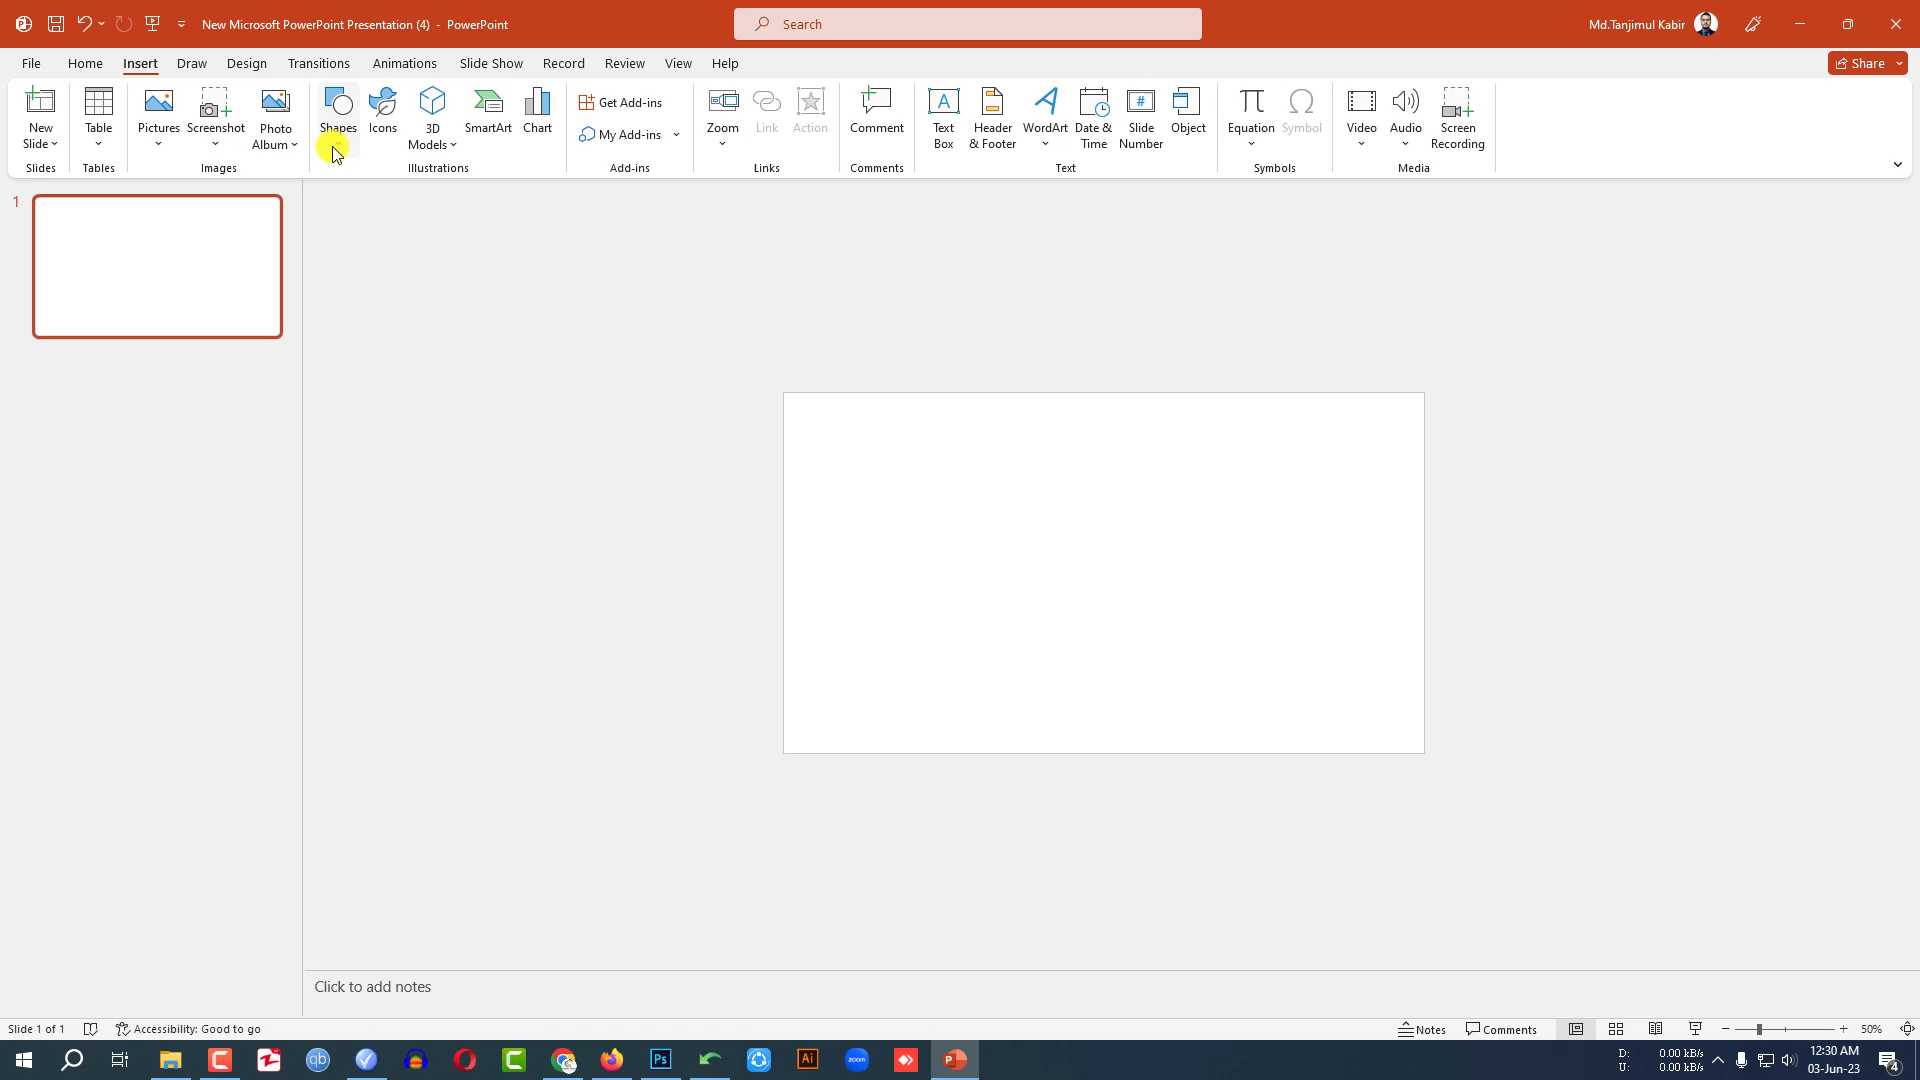 New Microsoft PowerPoint Presentation (4) - PowerPoint
Search
Md.Tanjimul Kabir
File Home Insert Draw Design Transitions Animations Slide Show Record Review View Help
Share
New Slide
Slides
Table
Tables
Pictures
Screenshot
Photo Album
Images
Shapes
Icons
3D Models
SmartArt
Chart
Illustrations
Get Add-ins
My Add-ins
Add-ins
Zoom
Link
Action
Links
Comment
Comments
A
Text Box
Header & Footer
WordArt
Date & Time
#
Slide Number
Object
Text
Equation
Symbol
Symbols
Video
Audio
Screen Recording
Media
1
Click to add notes
Slide 1 of 1
Accessibility: Good to go
Notes
Comments
50%
qb
Ps
Ai
zoom
P
D: 0.00 kB/s
U: 0.00 kB/s
12:30 AM
03-Jun-23
4